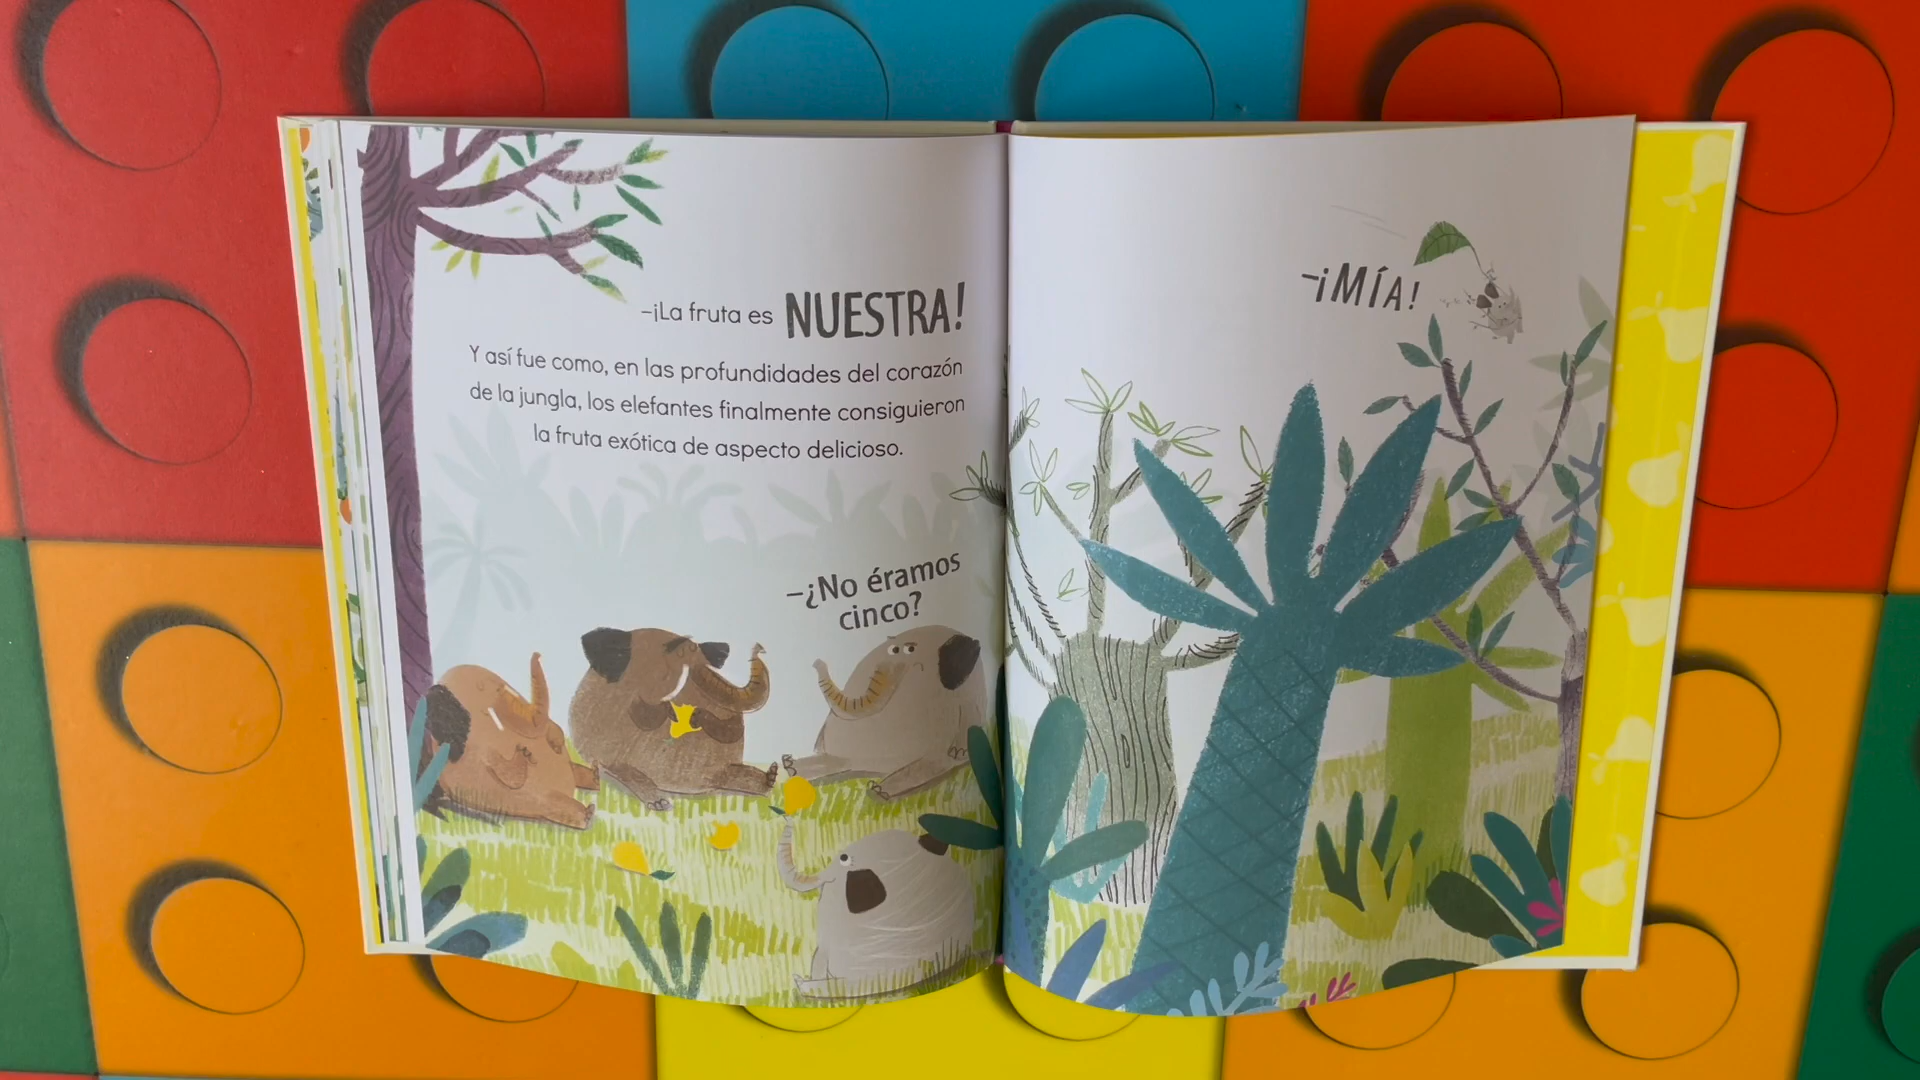 –¡La fruta es NUESTRA!
Y así fue como, en las profundidades del corazón
de la jungla, los elefantes finalmente consiguieron
la fruta exótica de aspecto delicioso.
–¿No éramos
cinco?
–¡MÍA!